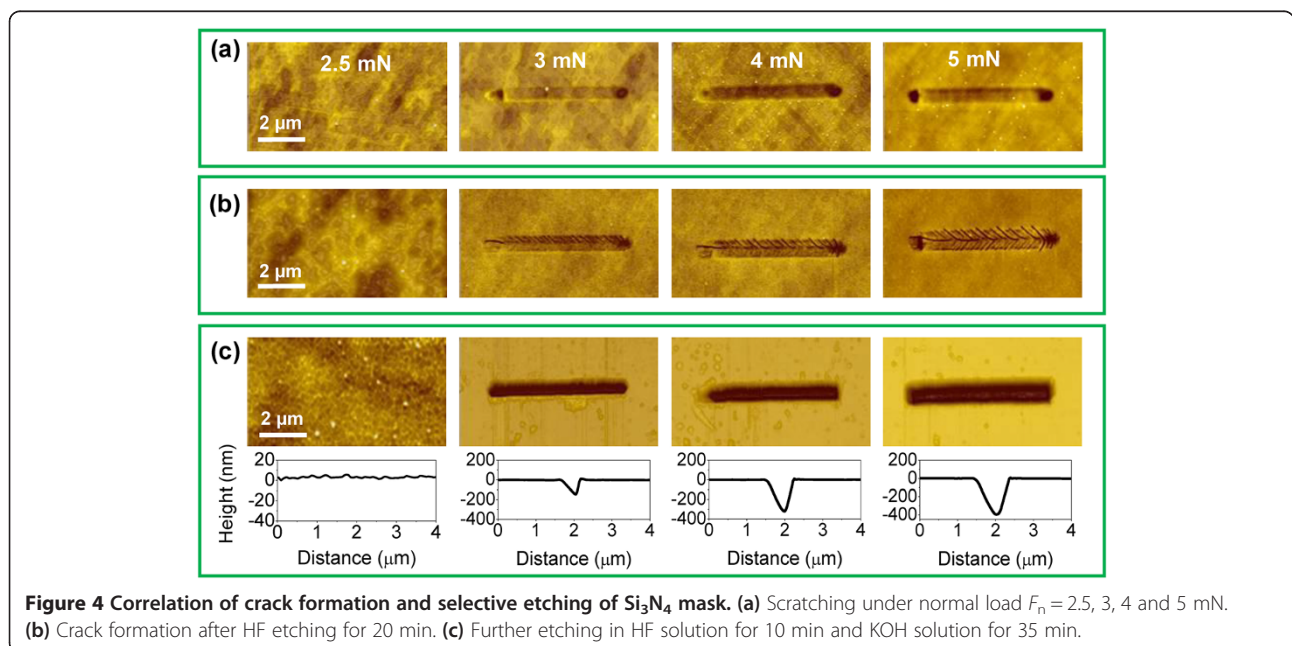 (a)
2.5 mN
3 mN
4 mN
5 mN
2 μm
(b)
2 μm
(c)
2 μm
Height (nm)
20
0
-20
-40
0 1 2 3 4
Distance (μm)
200
0
-200
-400
0 1 2 3 4
Distance (μm)
200
0
-200
-400
0 1 2 3 4
Distance (μm)
200
0
-200
-400
0 1 2 3 4
Distance (μm)
Figure 4 Correlation of crack formation and selective etching of Si₃N₄ mask. (a) Scratching under normal load Fₙ = 2.5, 3, 4 and 5 mN.
(b) Crack formation after HF etching for 20 min. (c) Further etching in HF solution for 10 min and KOH solution for 35 min.